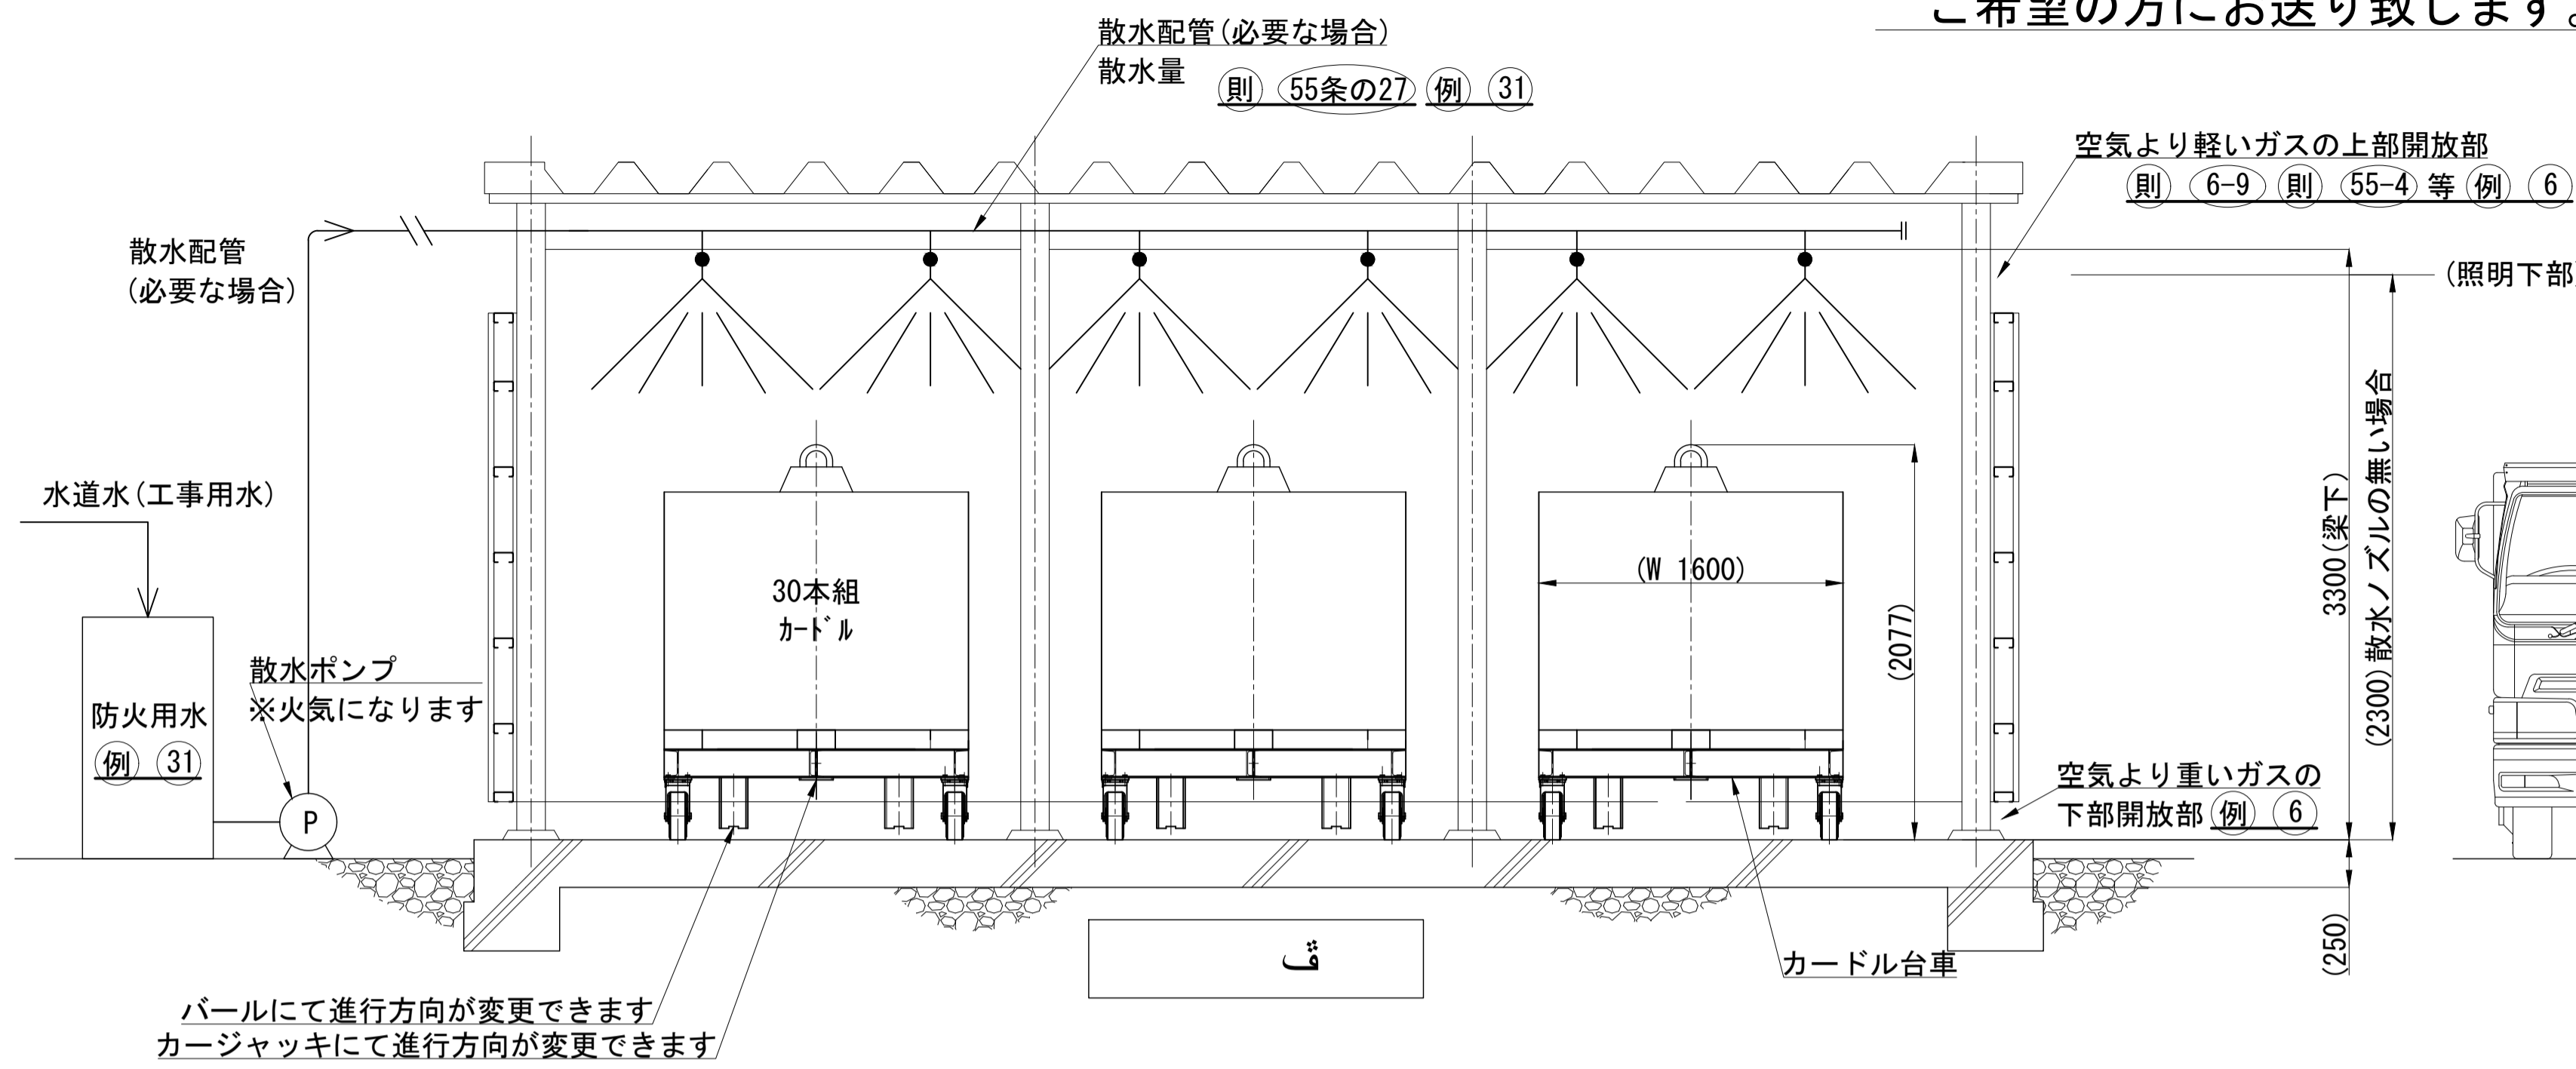 ご希望の方にお送り致します。
散水配管(必要な場合)
散水量 則 55条の27 例 31
空気より軽いガスの上部開放部
則 6-9 則 55-4 等 例 6
散水配管
(必要な場合)
(照明下部
水道水(工事用水)
3300(梁下)
(2300)散水ノズルの無い場合
(W 1600)
30本組
ｶｰﾄﾞﾙ
(2077)
散水ポンプ
※火気になります
防火用水
例 31
P
空気より重いガスの
下部開放部 例 6
(250)
カードル台車
バールにて進行方向が変更できます
カージャッキにて進行方向が変更できます